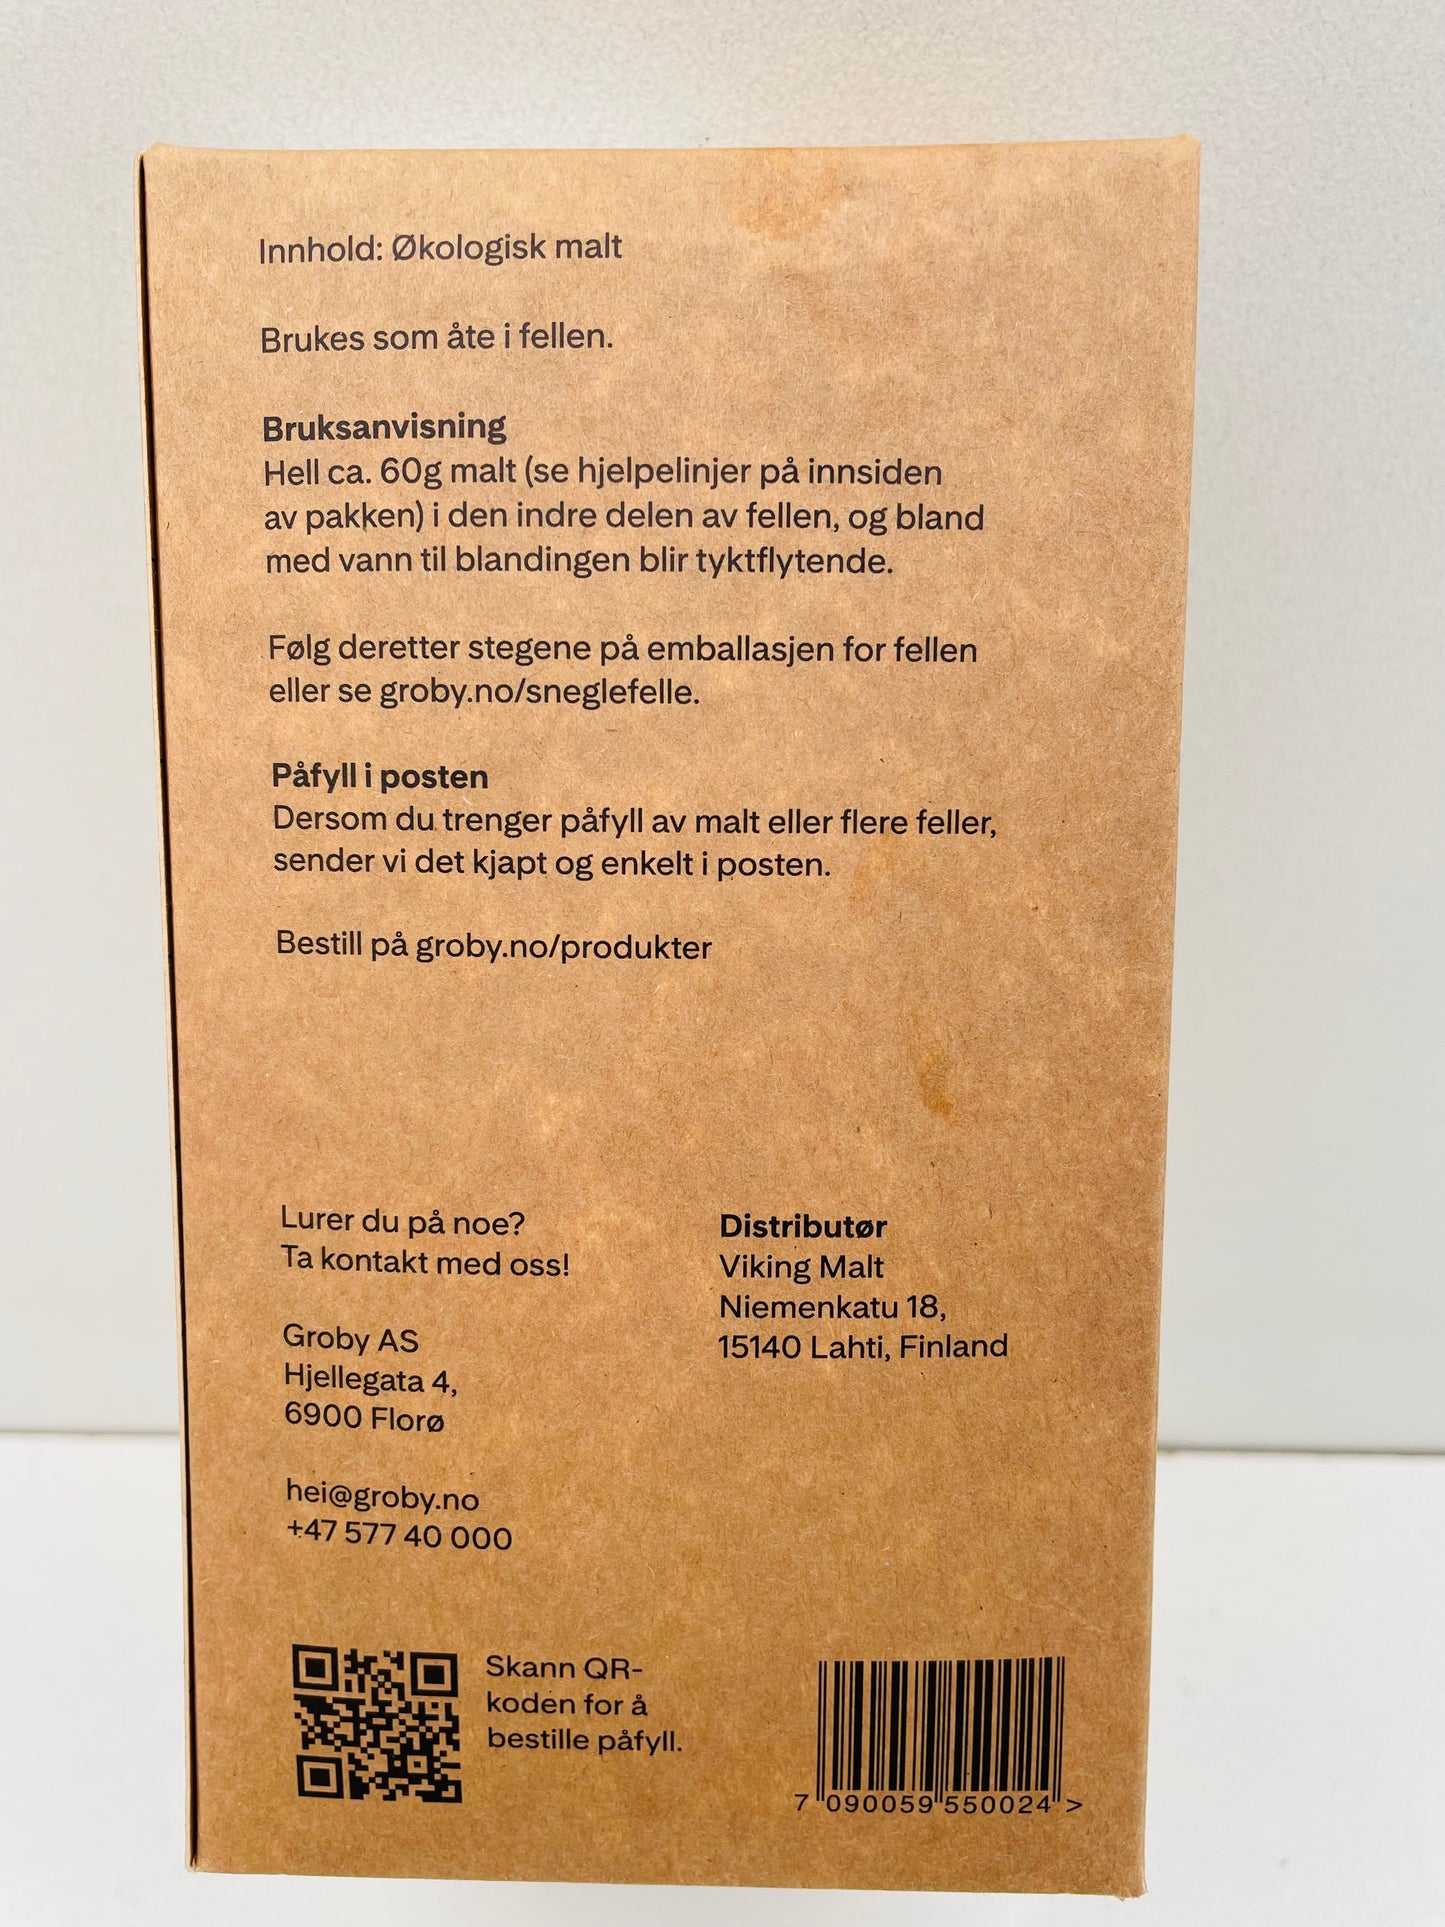 Innhold: Økologisk malt
Brukes som åte i fellen.
Bruksanvisning
Hell ca. 60g malt (se hjelpelinjer på innsiden
av pakken) i den indre delen av fellen, og bland
med vann til blandingen blir tyktflytende.
Følg deretter stegene på emballasjen for fellen
eller se groby.no/sneglefelle.
Påfyll i posten
Dersom du trenger påfyll av malt eller flere feller,
sender vi det kjapt og enkelt i posten.
Bestill på groby.no/produkter
Lurer du på noe?
Ta kontakt med oss!
Groby AS
Hjellegata 4,
6900 Florø
hei@groby.no
+47 577 40 000
Distributør
Viking Malt
Niemenkatu 18,
15140 Lahti, Finland
Skann QR-
koden for å
bestille påfyll.
7 090059 550024 >